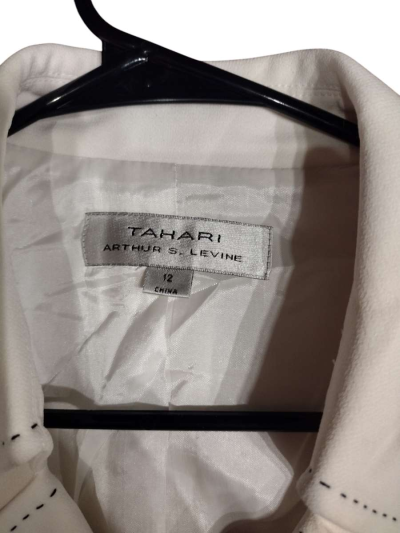 TAHARI
ARTHUR S. LEVINE
12
CHINA